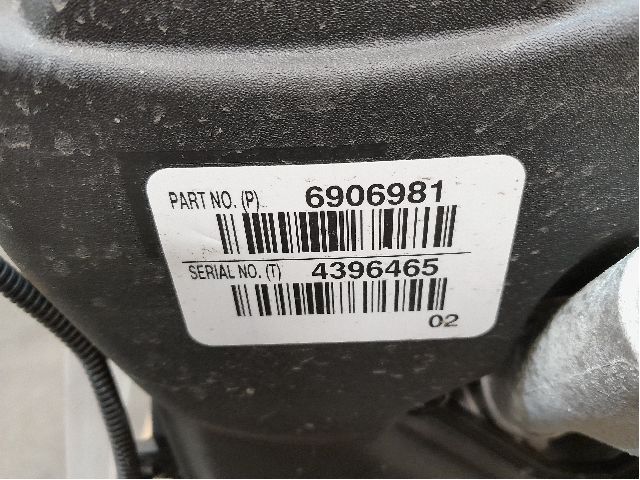 PART NO. (P) 6906981
SERIAL NO. (T) 4396465
02